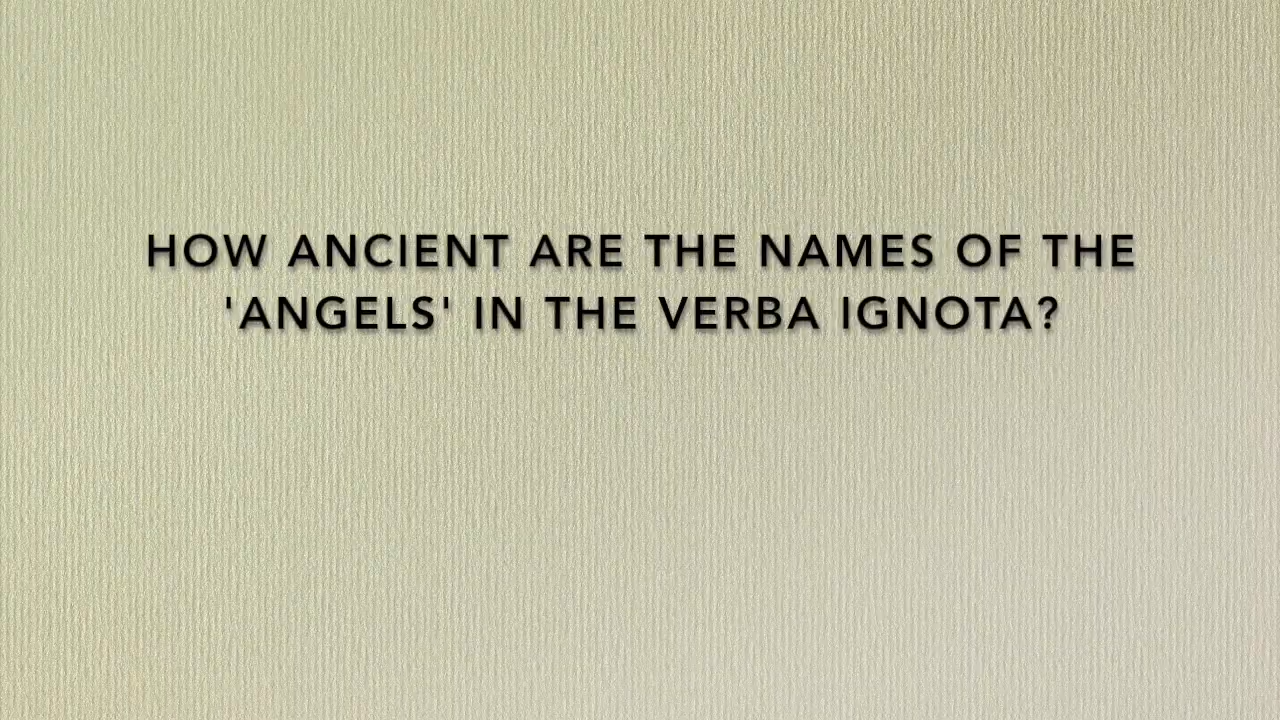 HOW ANCIENT ARE THE NAMES OF THE
'ANGELS' IN THE VERBA IGNOTA?